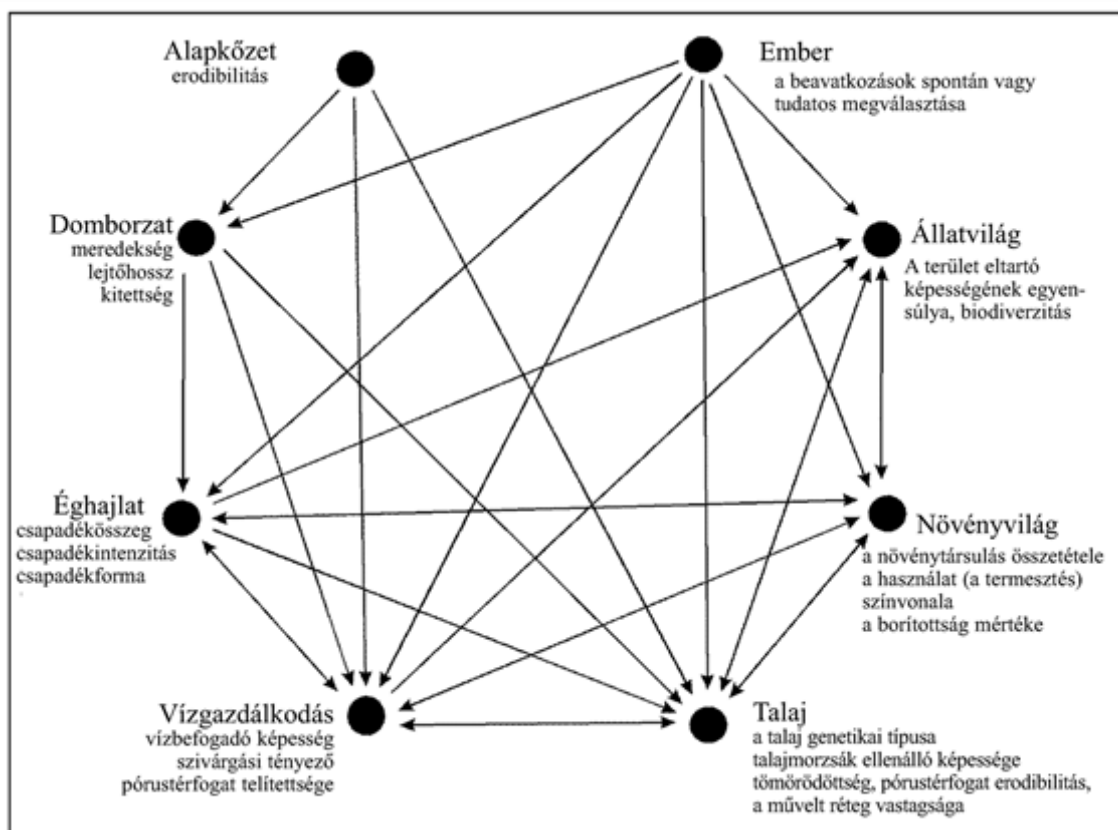 Alapkőzet
erodibilitás
Ember
a beavatkozások spontán vagy
tudatos megválasztása
Domborzat
meredekség
lejtőhossz
kitettség
Állatvilág
A terület eltartó
képességének egyen-
súlya, biodiverzitás
Éghajlat
csapadékösszeg
csapadékintenzitás
csapadékforma
Növényvilág
a növénytársulás összetétele
a használat (a termesztés)
színvonala
a borítottság mértéke
Vízgazdálkodás
vízbefogadó képesség
szivárgási tényező
pórustérfogat telítettsége
Talaj
a talaj genetikai típusa
talajmorzsák ellenálló képessége
tömörödöttség, pórustérfogat erodibilitás,
a művelt réteg vastagsága